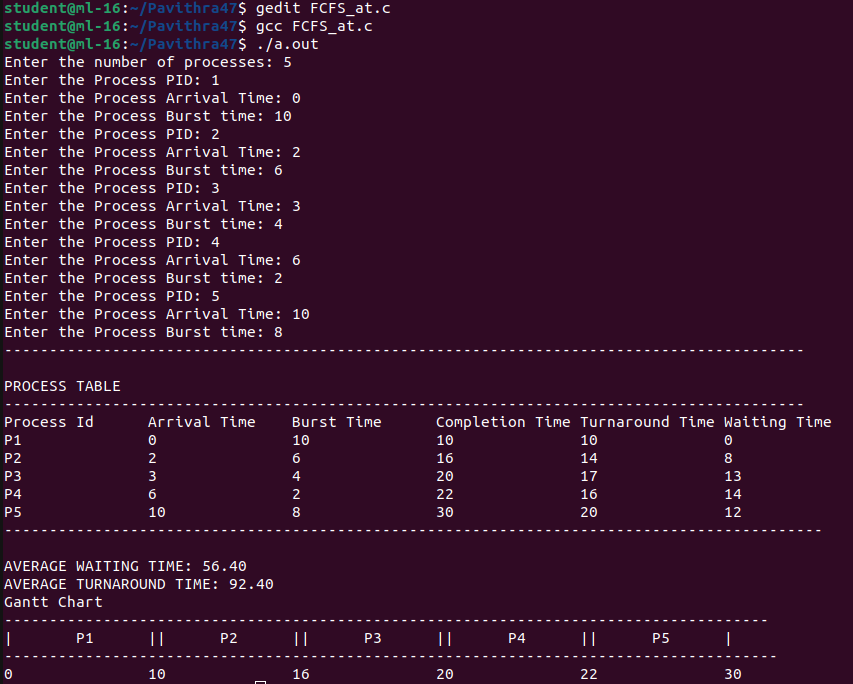 student@ml-16:~/Pavithra47$ gedit FCFS_at.c
student@ml-16:~/Pavithra47$ gcc FCFS_at.c
student@ml-16:~/Pavithra47$ ./a.out
Enter the number of processes: 5
Enter the Process PID: 1
Enter the Process Arrival Time: 0
Enter the Process Burst time: 10
Enter the Process PID: 2
Enter the Process Arrival Time: 2
Enter the Process Burst time: 6
Enter the Process PID: 3
Enter the Process Arrival Time: 3
Enter the Process Burst time: 4
Enter the Process PID: 4
Enter the Process Arrival Time: 6
Enter the Process Burst time: 2
Enter the Process PID: 5
Enter the Process Arrival Time: 10
Enter the Process Burst time: 8
-----------------------------------------------------------------------------------------
PROCESS TABLE
-----------------------------------------------------------------------------------------
Process Id      Arrival Time    Burst Time      Completion Time Turnaround Time Waiting Time
P1              0               10              10              10              0
P2              2               6               16              14              8
P3              3               4               20              17              13
P4              6               2               22              16              14
P5              10              8               30              20              12
-------------------------------------------------------------------------------------------
AVERAGE WAITING TIME: 56.40
AVERAGE TURNAROUND TIME: 92.40
Gantt Chart
-------------------------------------------------------------------------------------
|       P1      ||      P2      ||      P3      ||      P4      ||      P5      |
--------------------------------------------------------------------------------------
0               10              16              20              22              30